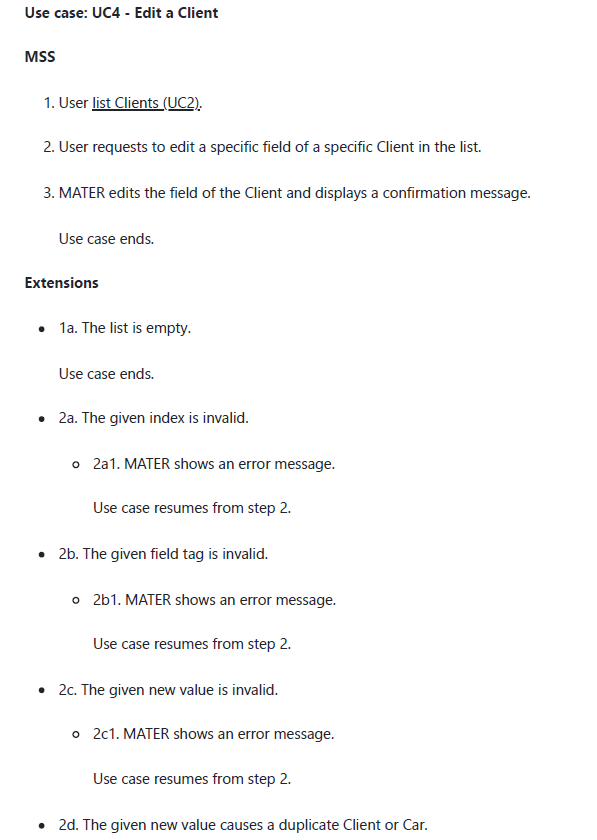 Use case: UC4 - Edit a Client
MSS
1. User list Clients (UC2).
2. User requests to edit a specific field of a specific Client in the list.
3. MATER edits the field of the Client and displays a confirmation message.
Use case ends.
Extensions
• 1a. The list is empty.
Use case ends.
• 2a. The given index is invalid.
○ 2a1. MATER shows an error message.
Use case resumes from step 2.
• 2b. The given field tag is invalid.
○ 2b1. MATER shows an error message.
Use case resumes from step 2.
• 2c. The given new value is invalid.
○ 2c1. MATER shows an error message.
Use case resumes from step 2.
• 2d. The given new value causes a duplicate Client or Car.